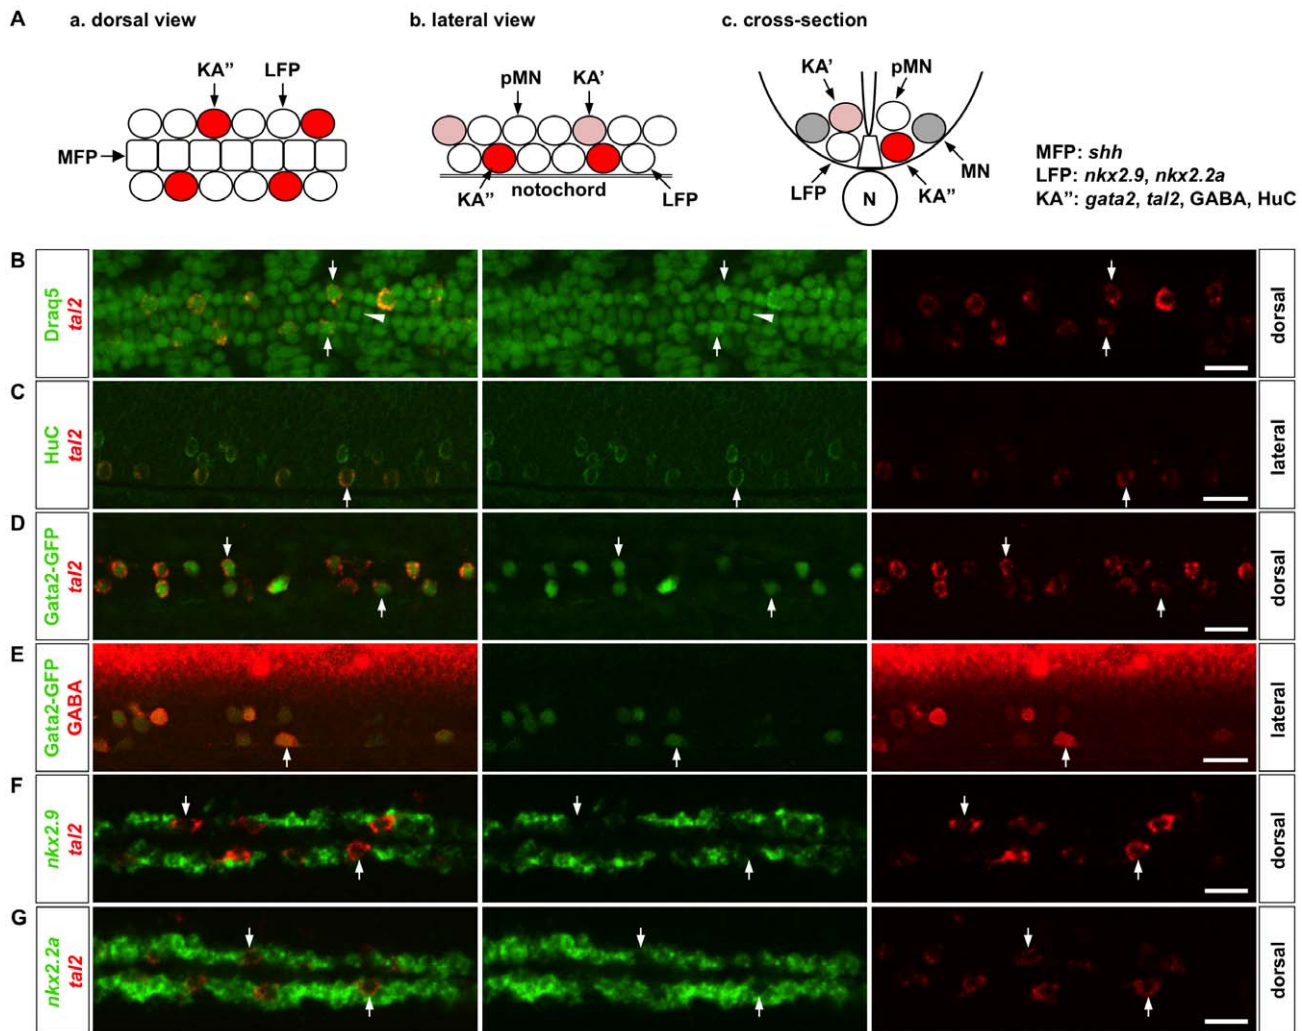 A
a. dorsal view
b. lateral view
c. cross-section
KA” LFP
MFP
pMN KA’
KA” notochord LFP
KA’ pMN
LFP N KA” MN
MFP: shh
LFP: nkx2.9, nkx2.2a
KA”: gata2, tal2, GABA, HuC
B
Draq5
tal2
dorsal
C
HuC
tal2
lateral
D
Gata2-GFP
tal2
dorsal
E
Gata2-GFP
GABA
lateral
F
nkx2.9
tal2
dorsal
G
nkx2.2a
tal2
dorsal